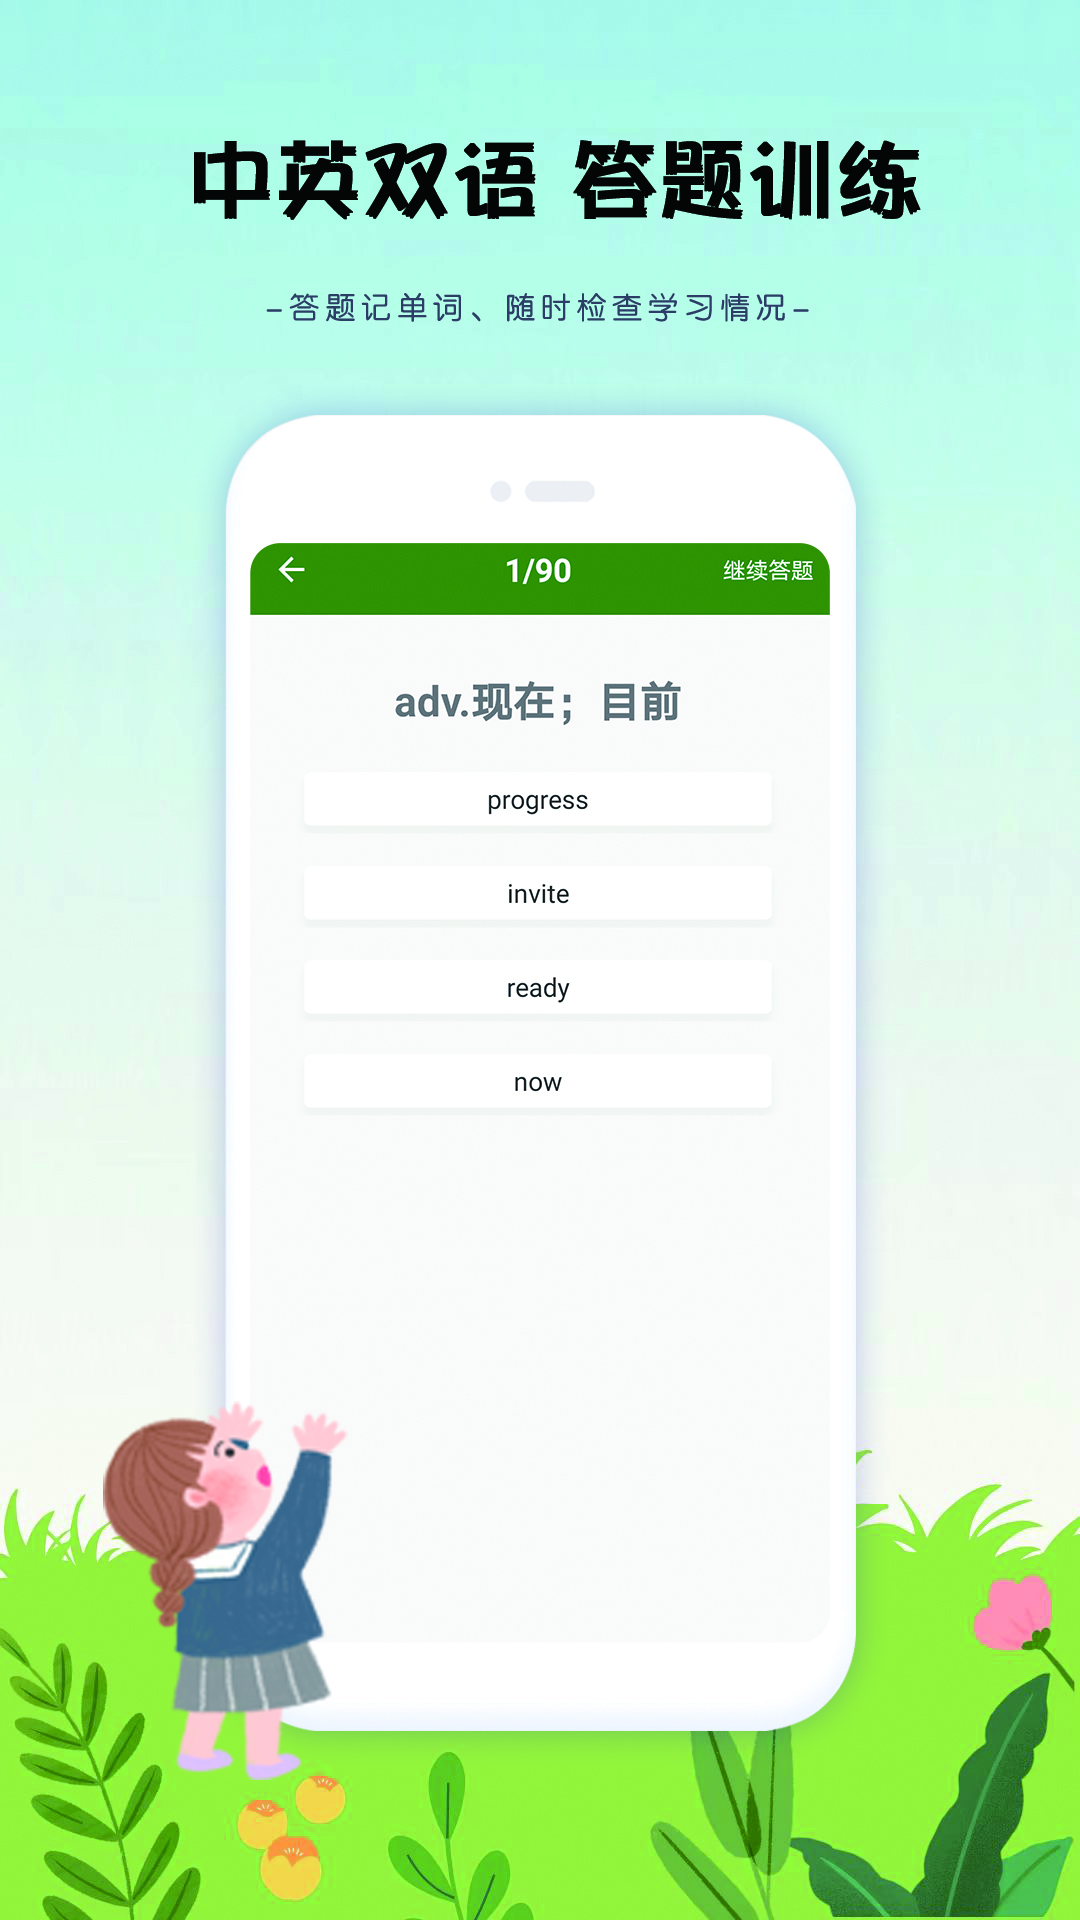 中英双语 答题训练
-答题记单词、随时检查学习情况-
1/90 继续答题
adv.现在；目前
progress
invite
ready
now